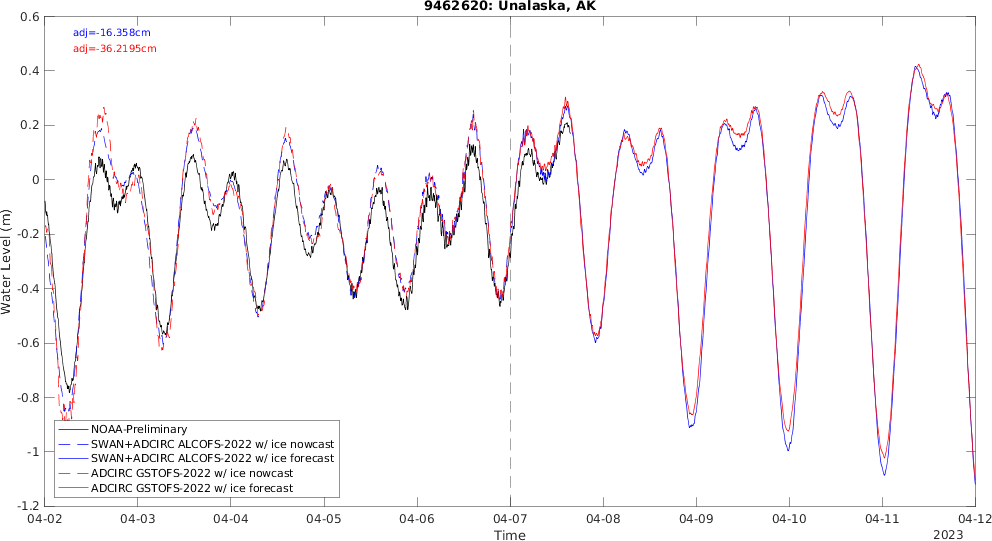 9462620: Unalaska, AK
adj=-16.358cm
adj=-36.2195cm
0.6
0.4
0.2
0
-0.2
-0.4
-0.6
-0.8
-1
-1.2
Water Level (m)
NOAA-Preliminary
SWAN+ADCIRC ALCOFS-2022 w/ ice nowcast
SWAN+ADCIRC ALCOFS-2022 w/ ice forecast
ADCIRC GSTOFS-2022 w/ ice nowcast
ADCIRC GSTOFS-2022 w/ ice forecast
04-02 04-03 04-04 04-05 04-06 04-07 04-08 04-09 04-10 04-11 04-12
Time
2023